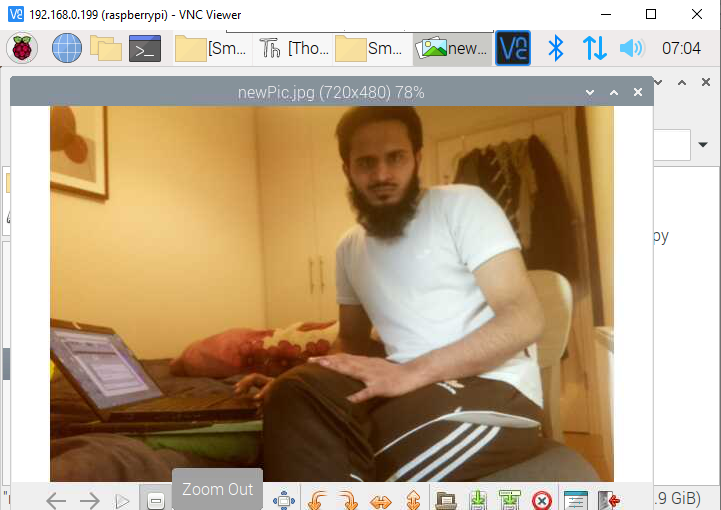 192.168.0.199 (raspberrypi) - VNC Viewer
[Sm...
[Tho...
Sm...
new...
07:04
newPic.jpg (720x480) 78%
py
Zoom Out
.9 GiB)